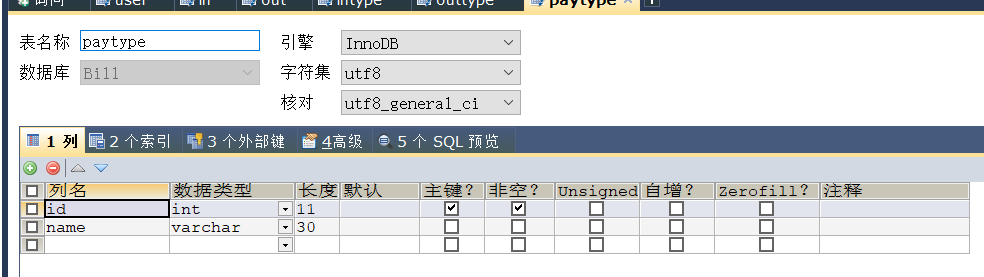 询问 user in out intype outtype paytype
表名称 paytype 引擎 InnoDB
数据库 Bill 字符集 utf8
核对 utf8_general_ci
1 列 2 个索引 3 个外部键 4高级 5 个 SQL 预览
列名 数据类型 长度 默认 主键? 非空? Unsigned 自增? Zerofill? 注释
id int 11
name varchar 30